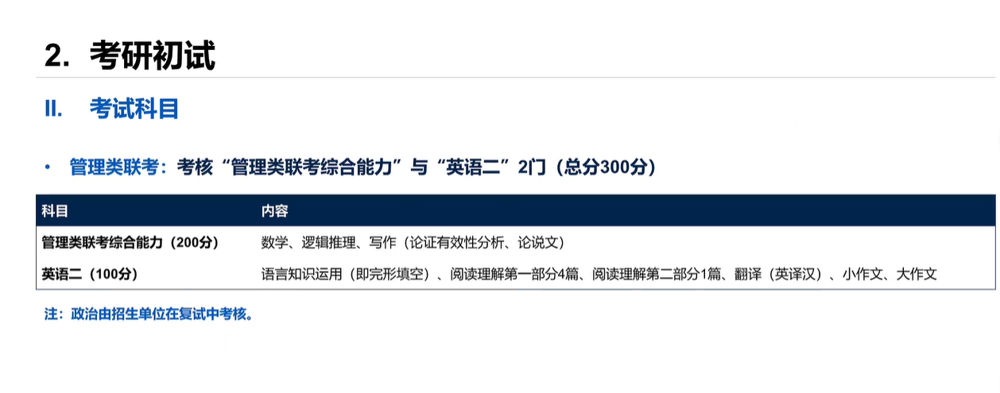 2. 考研初试
II. 考试科目
• 管理类联考：考核“管理类联考综合能力”与“英语二”2门（总分300分）
科目 内容
管理类联考综合能力（200分） 数学、逻辑推理、写作（论证有效性分析、论说文）
英语二（100分） 语言知识运用（即完形填空）、阅读理解第一部分4篇、阅读理解第二部分1篇、翻译（英译汉）、小作文、大作文
注：政治由招生单位在复试中考核。